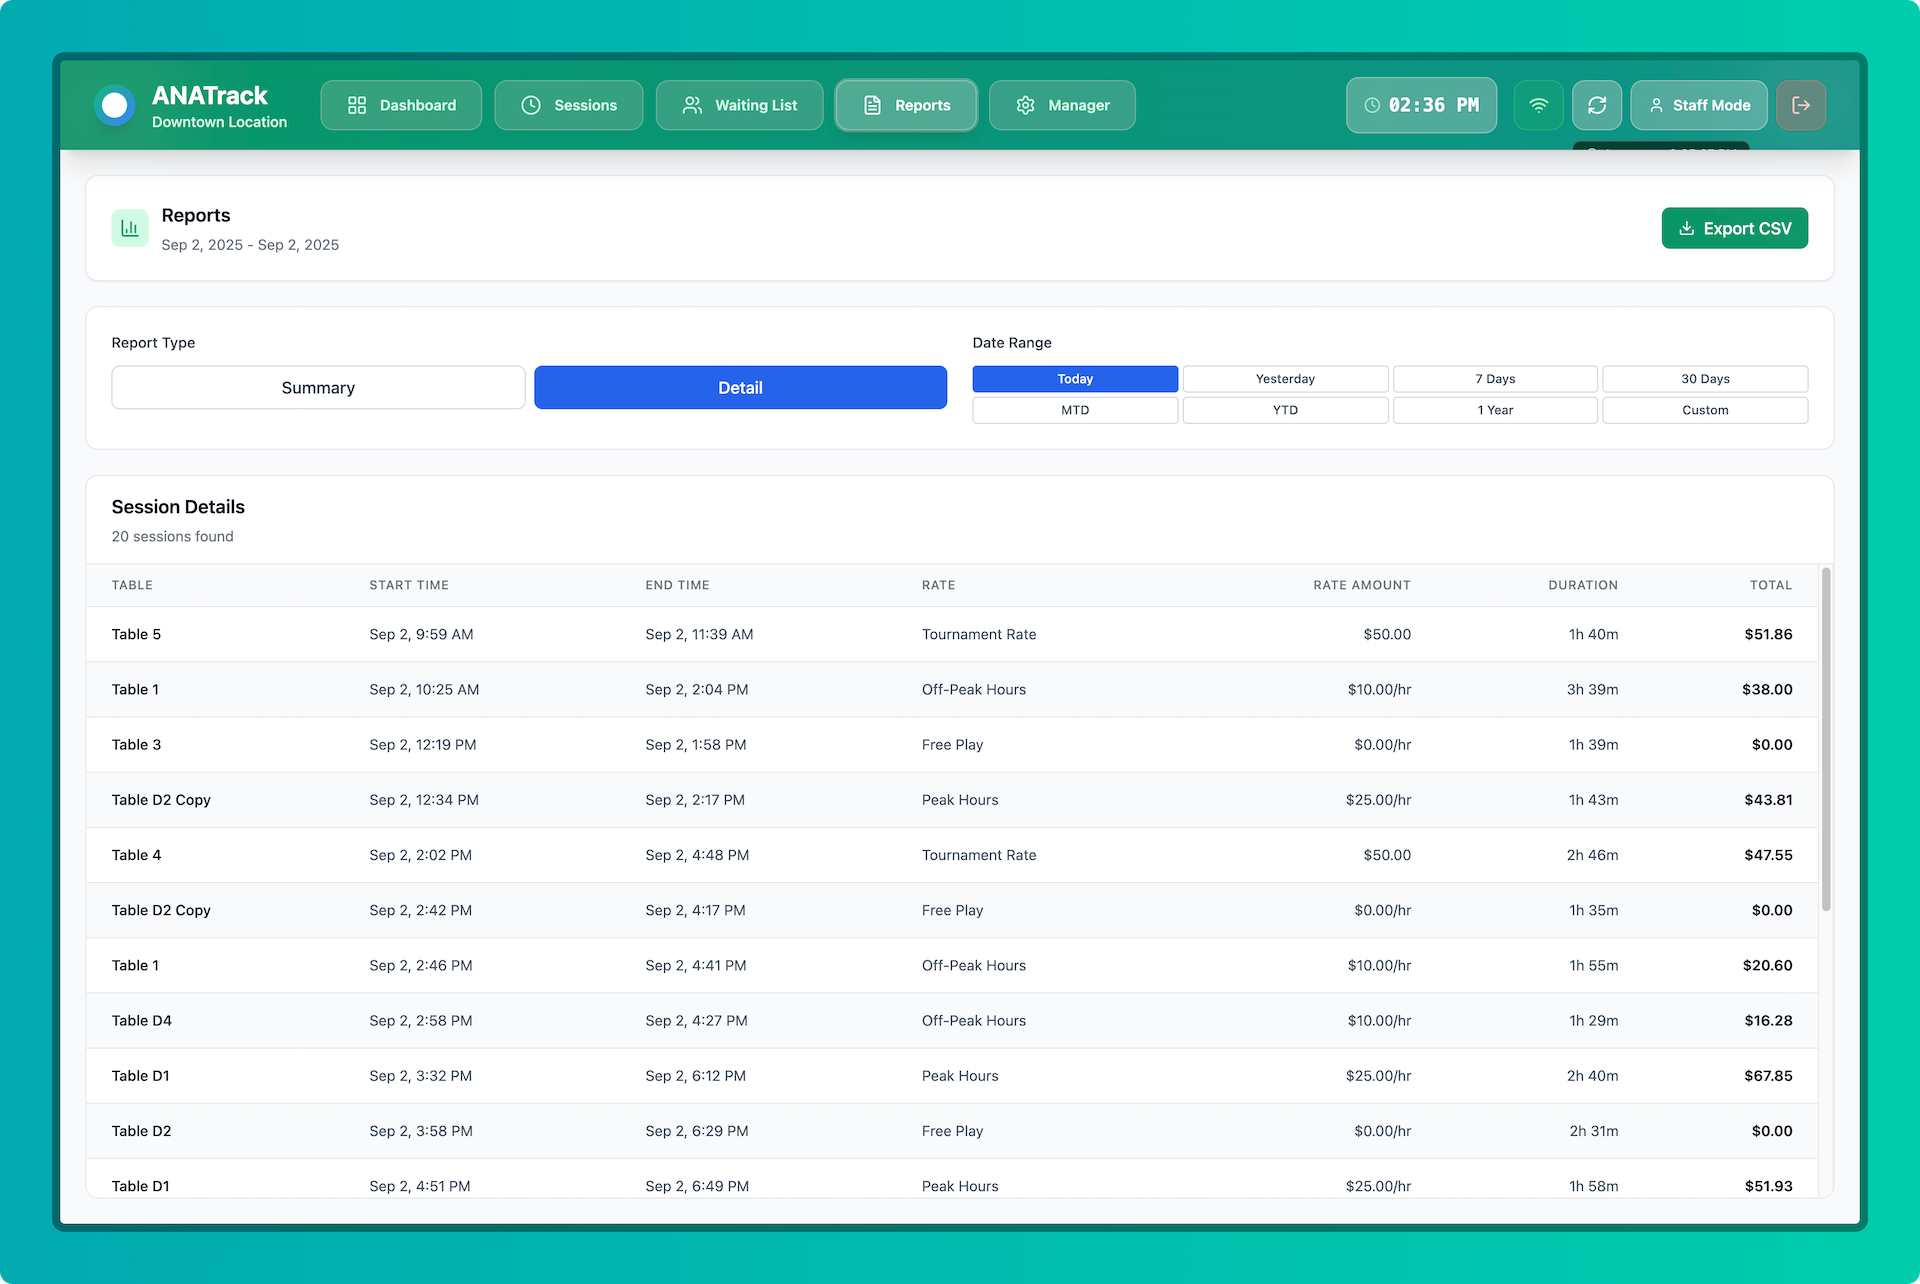 ANATrack
Downtown Location
Dashboard
Sessions
Waiting List
Reports
Manager
02:36 PM
Staff Mode
Reports
Sep 2, 2025 - Sep 2, 2025
Export CSV
Report Type
Summary
Detail
Date Range
Today
Yesterday
7 Days
30 Days
MTD
YTD
1 Year
Custom
Session Details
20 sessions found
TABLE START TIME END TIME RATE RATE AMOUNT DURATION TOTAL
Table 5 Sep 2, 9:59 AM Sep 2, 11:39 AM Tournament Rate $50.00 1h 40m $51.86
Table 1 Sep 2, 10:25 AM Sep 2, 2:04 PM Off-Peak Hours $10.00/hr 3h 39m $38.00
Table 3 Sep 2, 12:19 PM Sep 2, 1:58 PM Free Play $0.00/hr 1h 39m $0.00
Table D2 Copy Sep 2, 12:34 PM Sep 2, 2:17 PM Peak Hours $25.00/hr 1h 43m $43.81
Table 4 Sep 2, 2:02 PM Sep 2, 4:48 PM Tournament Rate $50.00 2h 46m $47.55
Table D2 Copy Sep 2, 2:42 PM Sep 2, 4:17 PM Free Play $0.00/hr 1h 35m $0.00
Table 1 Sep 2, 2:46 PM Sep 2, 4:41 PM Off-Peak Hours $10.00/hr 1h 55m $20.60
Table D4 Sep 2, 2:58 PM Sep 2, 4:27 PM Off-Peak Hours $10.00/hr 1h 29m $16.28
Table D1 Sep 2, 3:32 PM Sep 2, 6:12 PM Peak Hours $25.00/hr 2h 40m $67.85
Table D2 Sep 2, 3:58 PM Sep 2, 6:29 PM Free Play $0.00/hr 2h 31m $0.00
Table D1 Sep 2, 4:51 PM Sep 2, 6:49 PM Peak Hours $25.00/hr 1h 58m $51.93